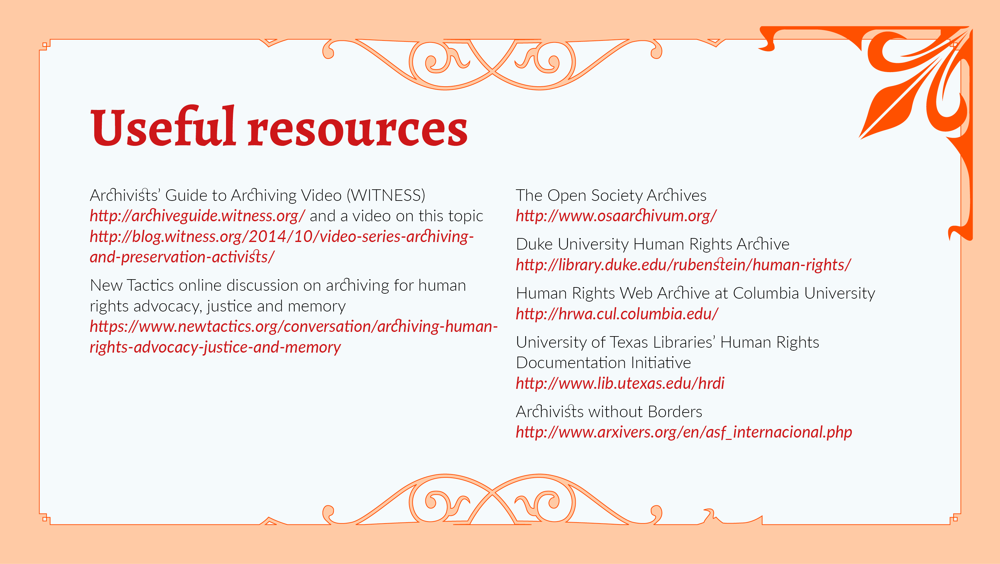 Useful resources
Archivists’ Guide to Archiving Video (WITNESS)
http://archiveguide.witness.org/ and a video on this topic
http://blog.witness.org/2014/10/video-series-archiving-
and-preservation-activists/
New Tactics online discussion on archiving for human
rights advocacy, justice and memory
https://www.newtactics.org/conversation/archiving-human-
rights-advocacy-justice-and-memory
The Open Society Archives
http://www.osaarchivum.org/
Duke University Human Rights Archive
http://library.duke.edu/rubenstein/human-rights/
Human Rights Web Archive at Columbia University
http://hrwa.cul.columbia.edu/
University of Texas Libraries’ Human Rights
Documentation Initiative
http://www.lib.utexas.edu/hrdi
Archivists without Borders
http://www.arxivers.org/en/asf_internacional.php